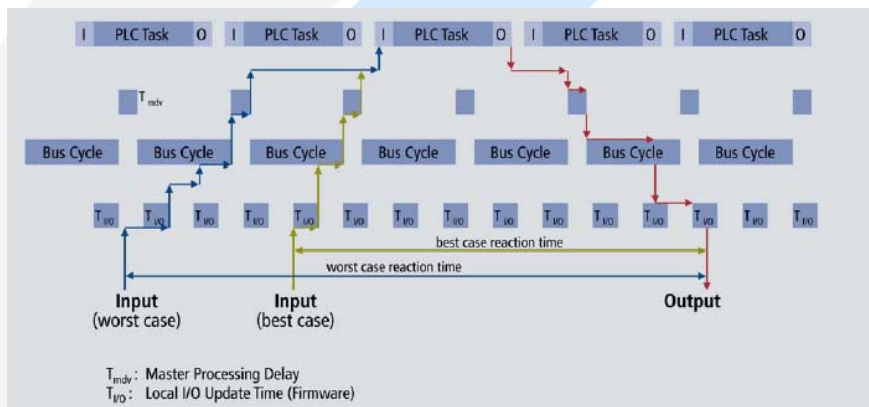 I PLC Task O I PLC Task O I PLC Task O I PLC Task O I PLC Task O
Tmdv
Bus Cycle Bus Cycle Bus Cycle Bus Cycle Bus Cycle Bus Cycle Bus Cycle
TI/O TI/O TI/O TI/O TI/O TI/O TI/O TI/O TI/O TI/O TI/O TI/O TI/O TI/O TI/O
best case reaction time
worst case reaction time
Input Input Output
(worst case) (best case)
Tmdv: Master Processing Delay
TI/O: Local I/O Update Time (Firmware)